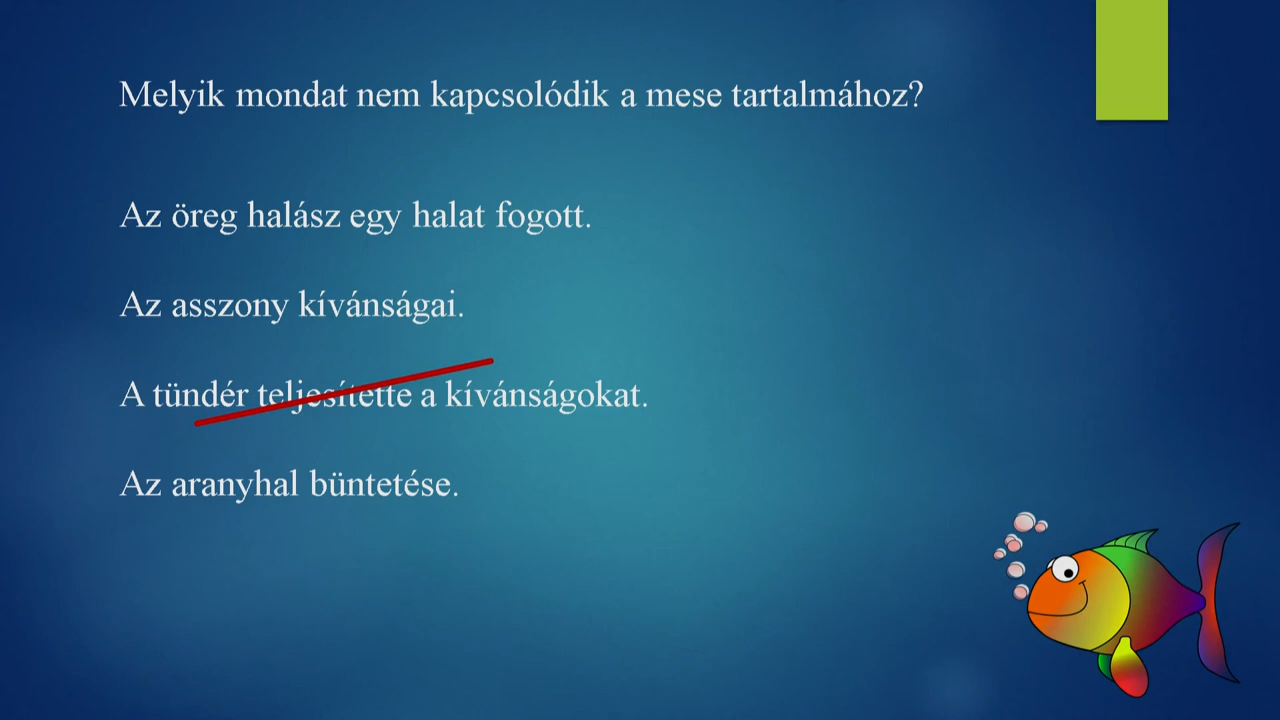 Melyik mondat nem kapcsolódik a mese tartalmához?
Az öreg halász egy halat fogott.
Az asszony kívánságai.
A tündér teljesítette a kívánságokat.
Az aranyhal büntetése.